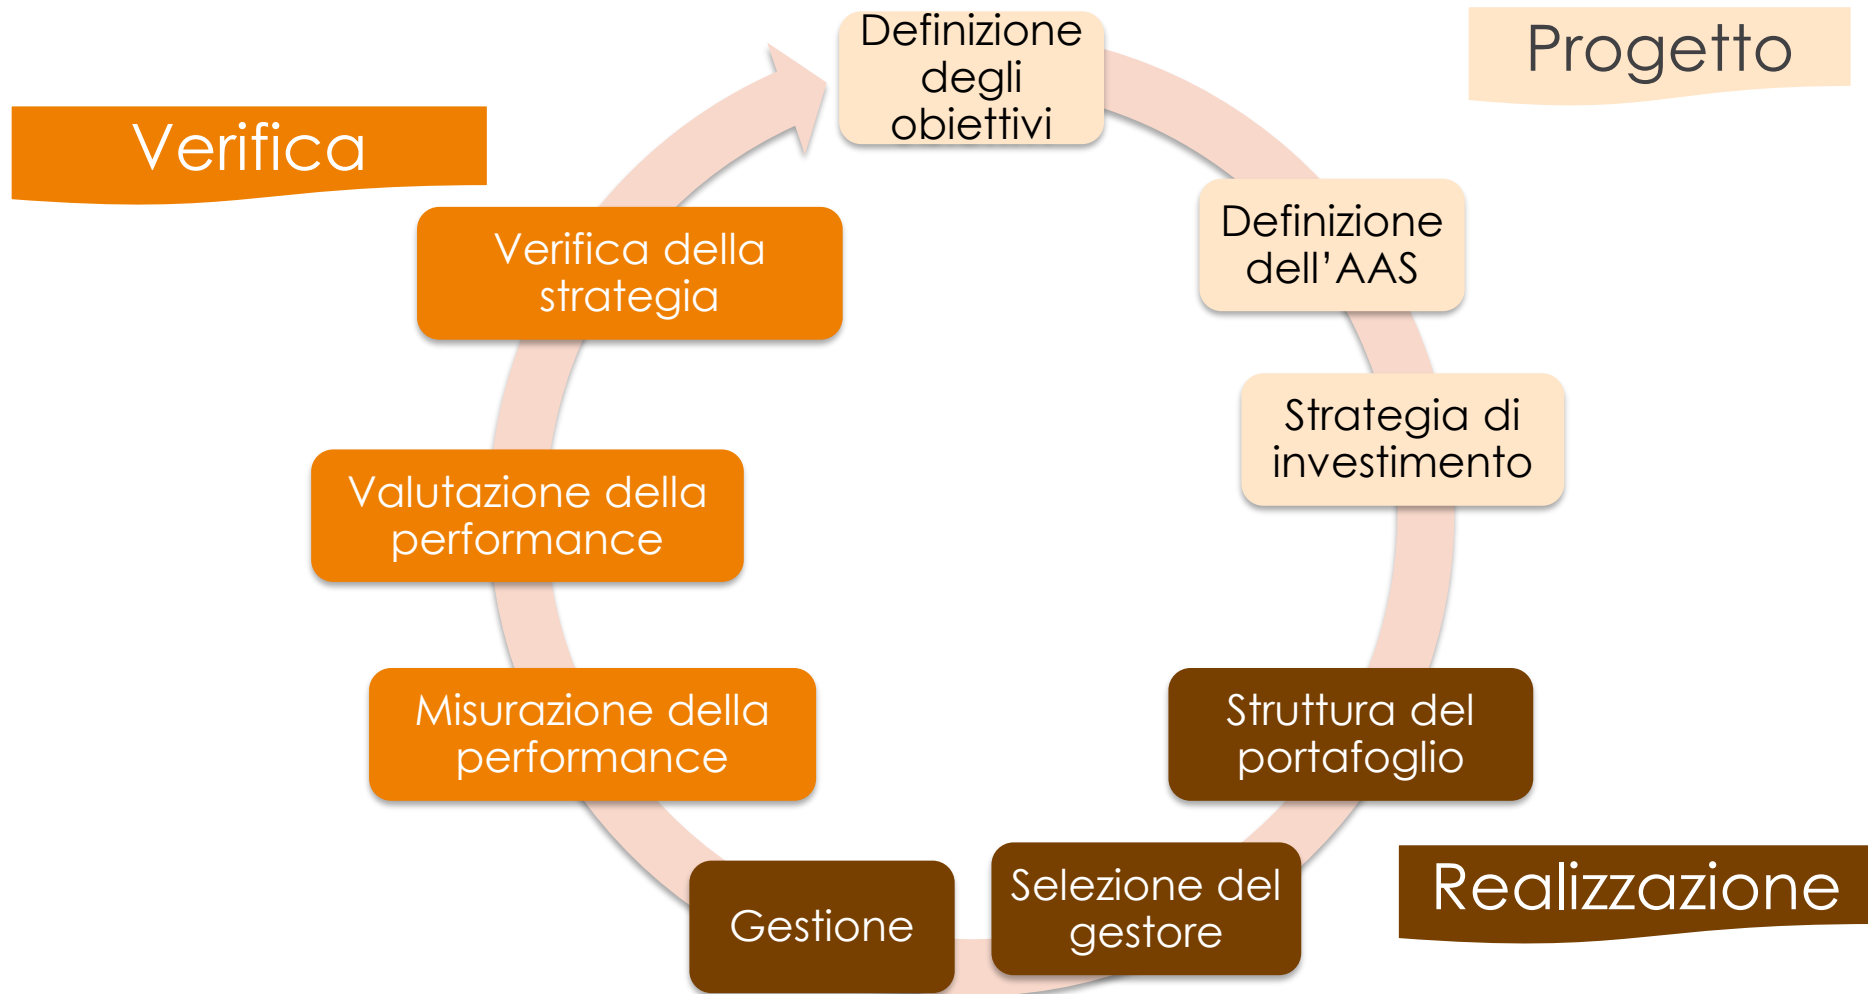 Definizione
degli
obiettivi
Progetto
Verifica
Definizione
dell’AAS
Verifica della
strategia
Strategia di
investimento
Valutazione della
performance
Misurazione della
performance
Struttura del
portafoglio
Realizzazione
Selezione del
gestore
Gestione